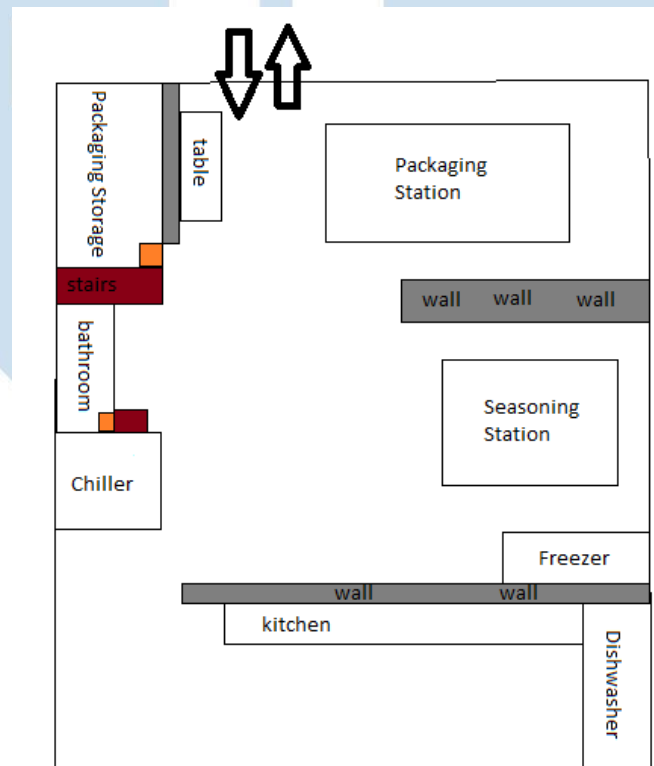 Packaging Storage
table
Packaging
Station
stairs
wall wall wall
bathroom
Seasoning
Station
Chiller
Freezer
wall wall
kitchen
Dishwasher